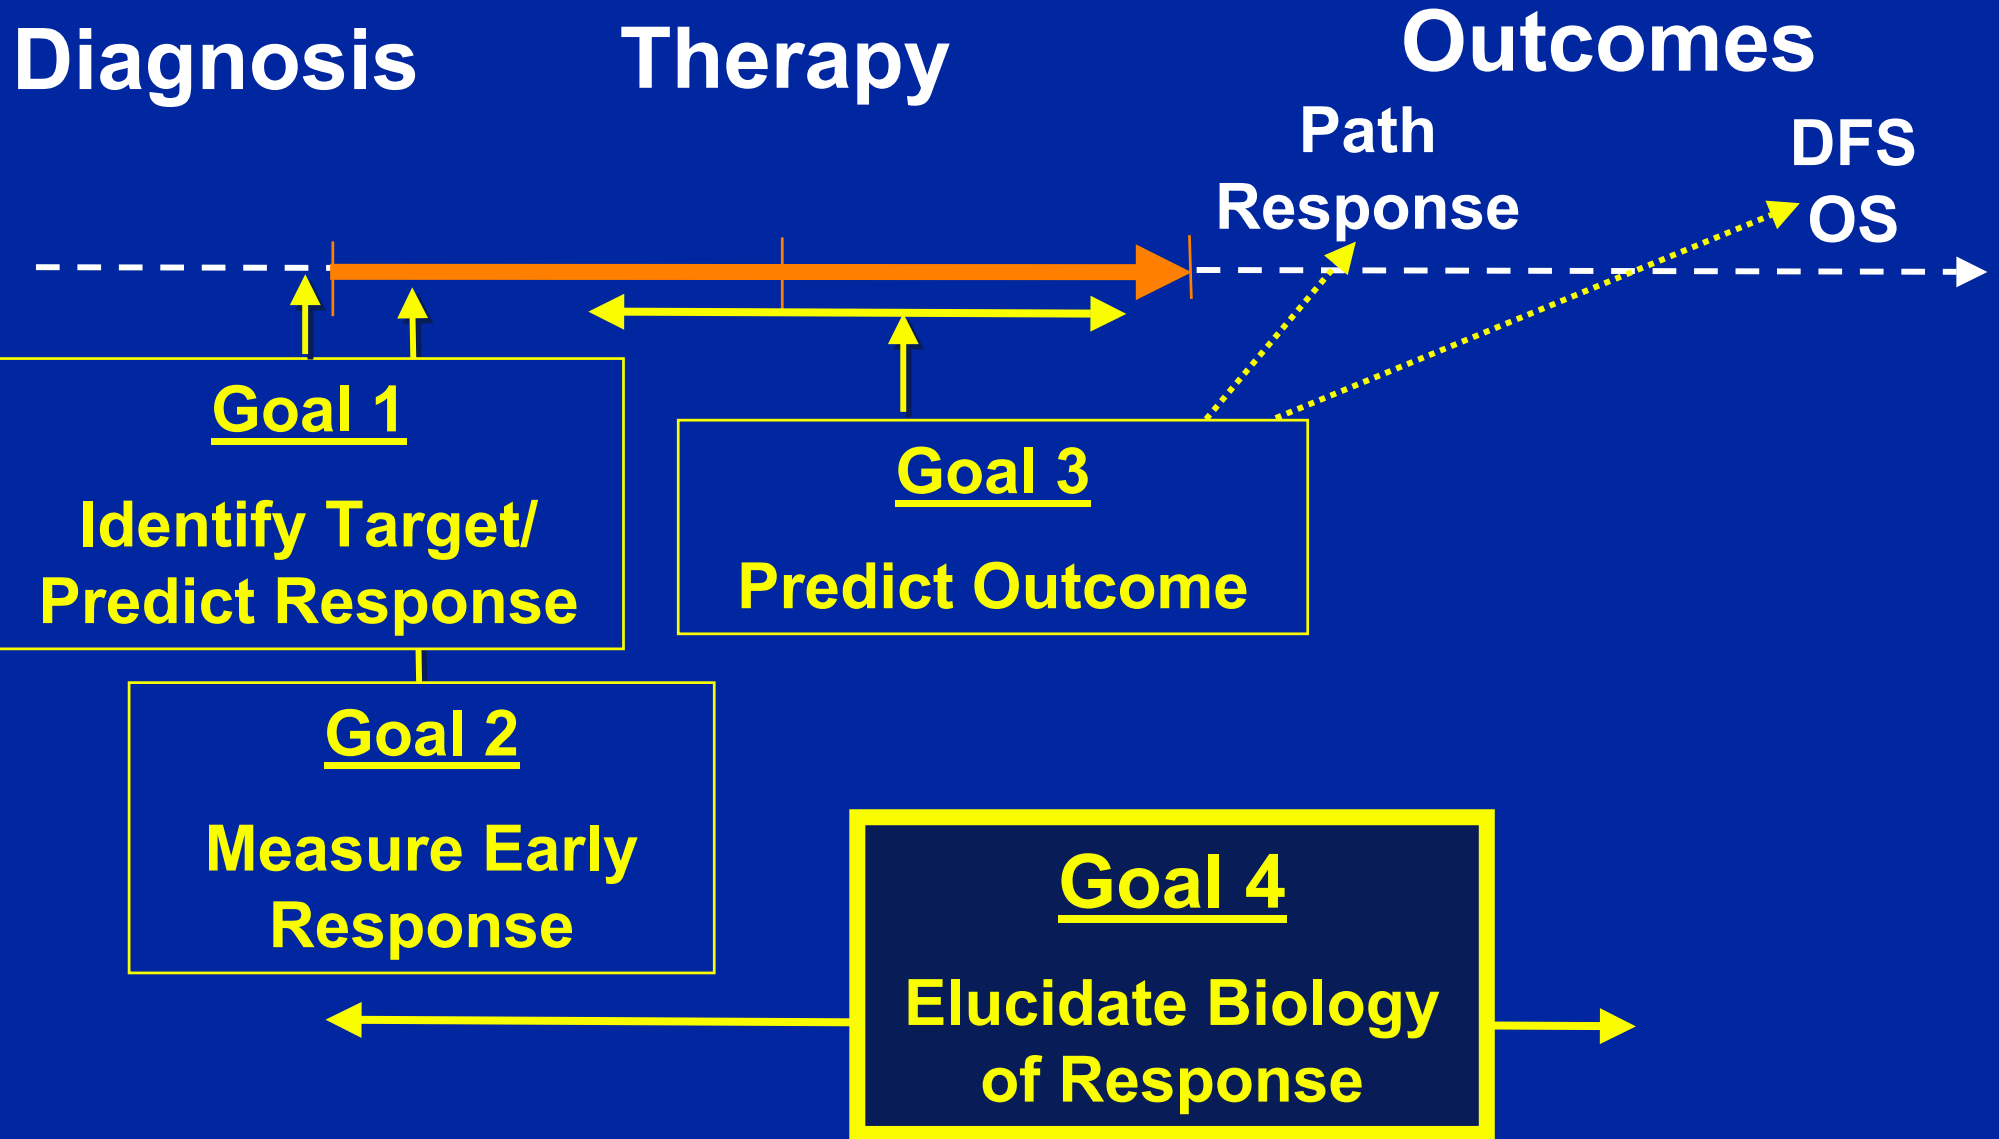 Diagnosis
Therapy
Outcomes
Path
Response
DFS
OS
Goal 1
Identify Target/
Predict Response
Goal 3
Predict Outcome
Goal 2
Measure Early
Response
Goal 4
Elucidate Biology
of Response